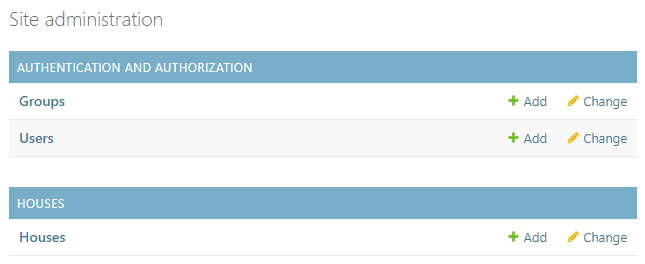 Site administration
AUTHENTICATION AND AUTHORIZATION
Groups Add Change
Users Add Change
HOUSES
Houses Add Change